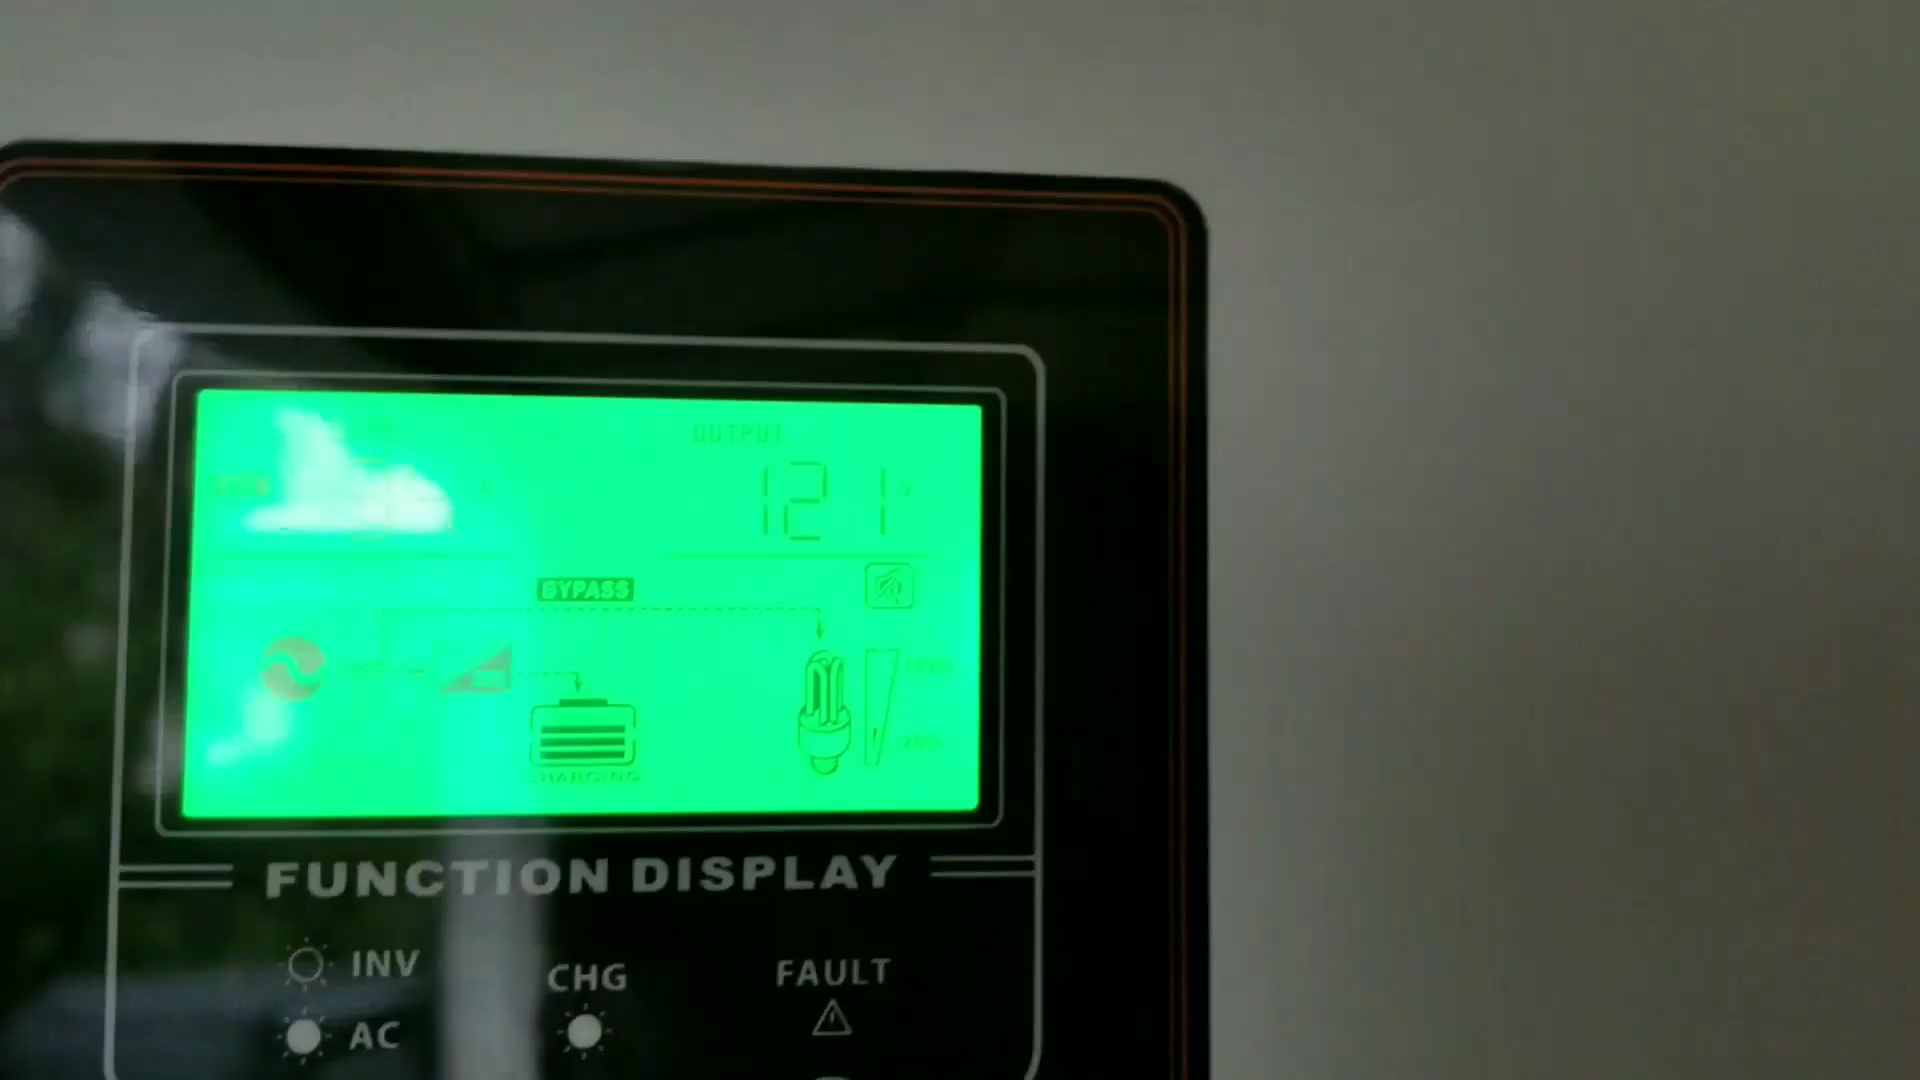 OUTPUT
121
BYPASS
CHARGING
FUNCTION DISPLAY
INV
CHG
FAULT
AC